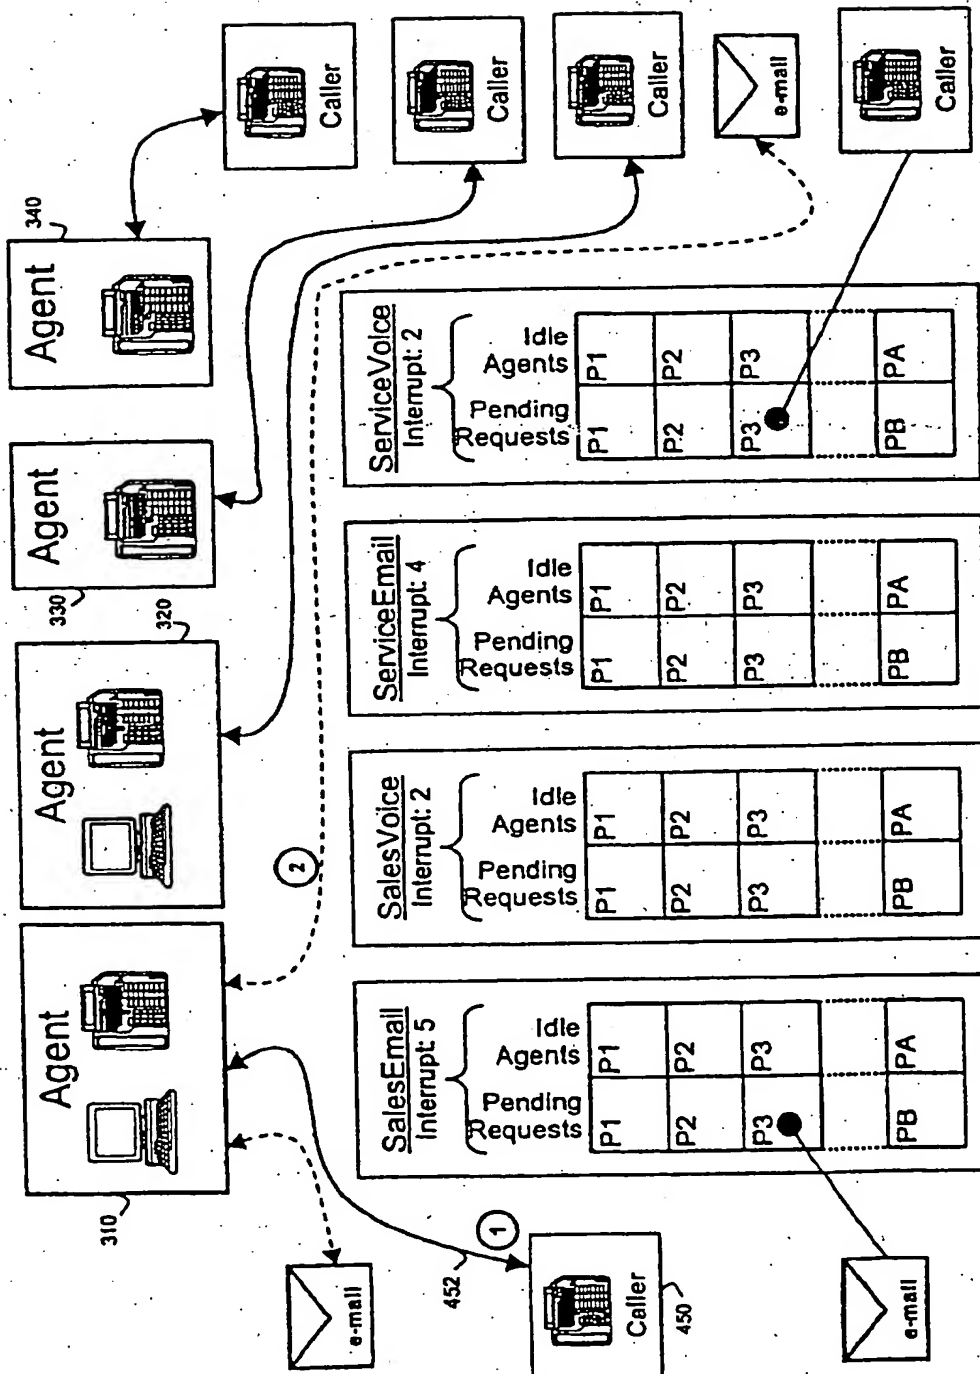 Agent
310
Agent
320
Agent
330
Agent
340
e-mail
452
1
2
Caller
450
Caller
Caller
Caller
e-mail
Caller
e-mail
SalesEmail
Interrupt: 5
Pending
Requests
Idle
Agents
P1
P1
P2
P2
P3
P3
PB
PA
SalesVoice
Interrupt: 2
Pending
Requests
Idle
Agents
P1
P1
P2
P2
P3
P3
PB
PA
ServiceEmail
Interrupt: 4
Pending
Requests
Idle
Agents
P1
P1
P2
P2
P3
P3
PB
PA
ServiceVoice
Interrupt: 2
Pending
Requests
Idle
Agents
P1
P1
P2
P2
P3
P3
PB
PA